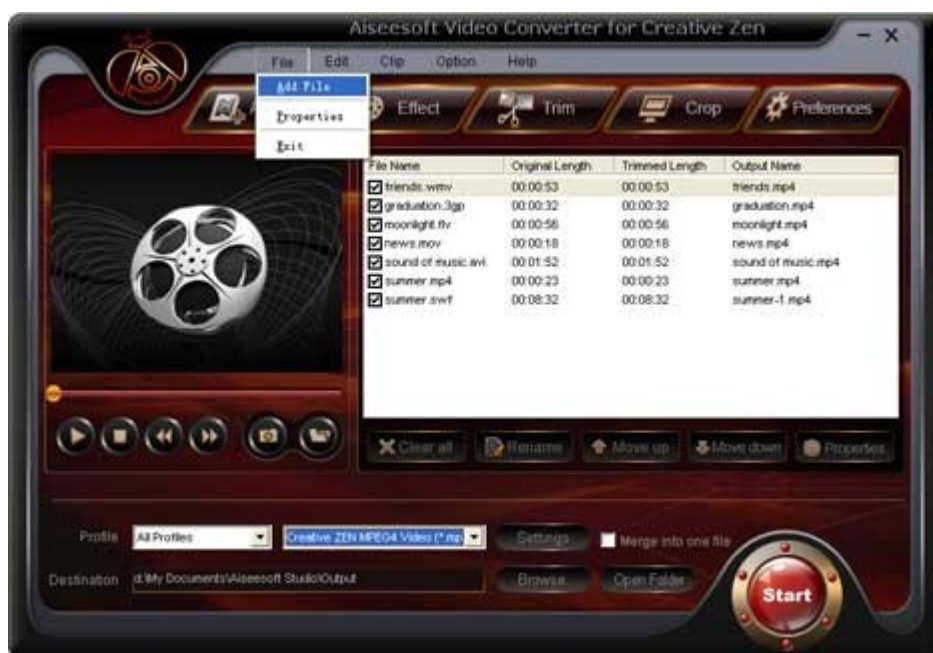 Aiseesoft Video Converter for Creative Zen
File Edit Clip Option Help
Add File
Properties
Exit
Effect Trim Crop Preferences
File Name Original Length Trimmed Length Output Name
friends.wmv 00:00:53 00:00:53 friends.mp4
graduation.3gp 00:00:32 00:00:32 graduation.mp4
moonlight.flv 00:00:56 00:00:56 moonlight.mp4
news.mov 00:00:18 00:00:18 news.mp4
sound of music.avi 00:01:52 00:01:52 sound of music.mp4
summer.mp4 00:00:23 00:00:23 summer.mp4
summer.swf 00:08:32 00:08:32 summer-1.mp4
Clear all Rename Move up Move down Properties
Profile All Profiles Creative ZEN MPEG4 Video (*.mp Settings Merge into one file
Destination d:\My Documents\Aiseesoft Studio\Output Browse Open Folder
Start